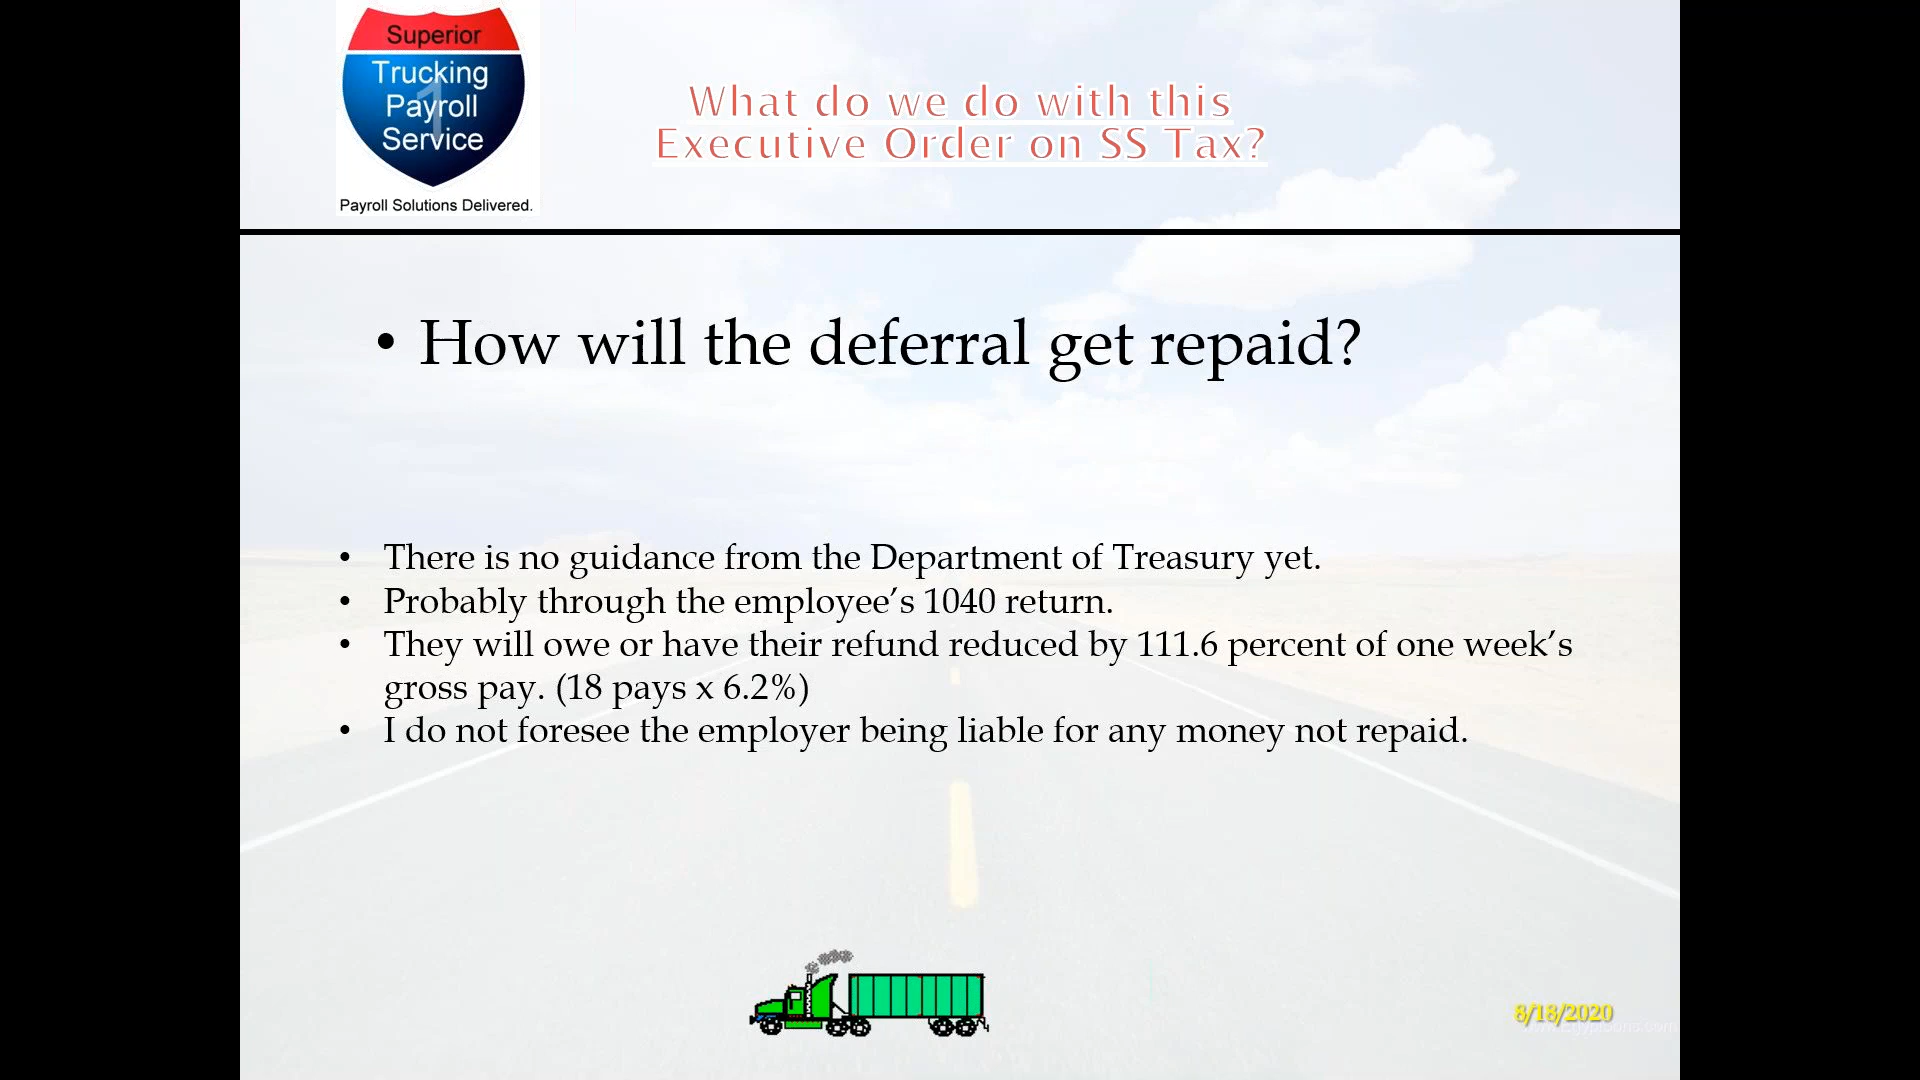 Superior
Trucking
Payroll
Service
1
Payroll Solutions Delivered.
What do we do with this
Executive Order on SS Tax?
• How will the deferral get repaid?
• There is no guidance from the Department of Treasury yet.
• Probably through the employee’s 1040 return.
• They will owe or have their refund reduced by 111.6 percent of one week’s
gross pay. (18 pays x 6.2%)
• I do not foresee the employer being liable for any money not repaid.
8/18/2020